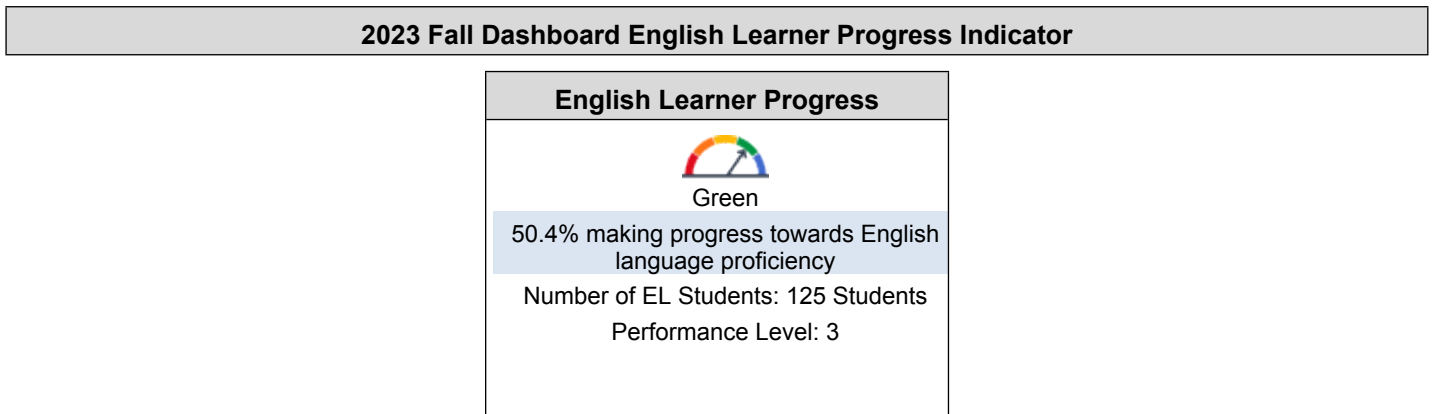 2023 Fall Dashboard English Learner Progress Indicator
English Learner Progress
Green
50.4% making progress towards English
language proficiency
Number of EL Students: 125 Students
Performance Level: 3